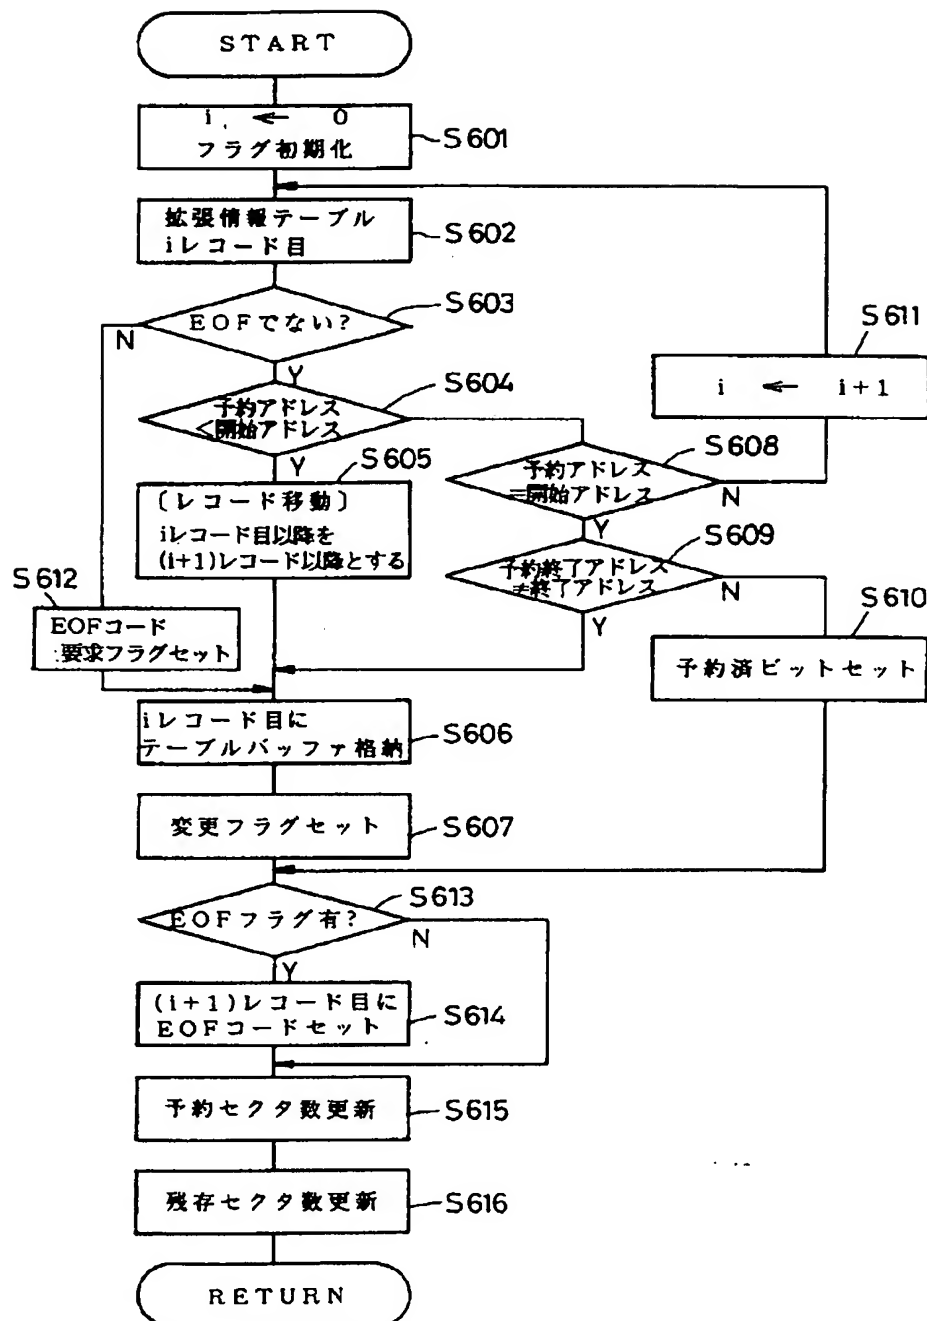 START
i ← 0
フラグ初期化
S601
拡張情報テーブル
iレコード目
S602
EOFでない?
S603
N
Y
予約アドレス
<開始アドレス
S604
Y
〔レコード移動〕
iレコード目以降を
(i+1)レコード以降とする
S605
予約アドレス
=開始アドレス
S608
N
Y
i ← i+1
S611
予約終了アドレス
≠終了アドレス
S609
N
Y
予約済ビットセット
S610
S612
EOFコード
要求フラグセット
iレコード目に
テーブルバッファ格納
S606
変更フラグセット
S607
EOFフラグ有?
S613
N
Y
(i+1)レコード目に
EOFコードセット
S614
予約セクタ数更新
S615
残存セクタ数更新
S616
RETURN